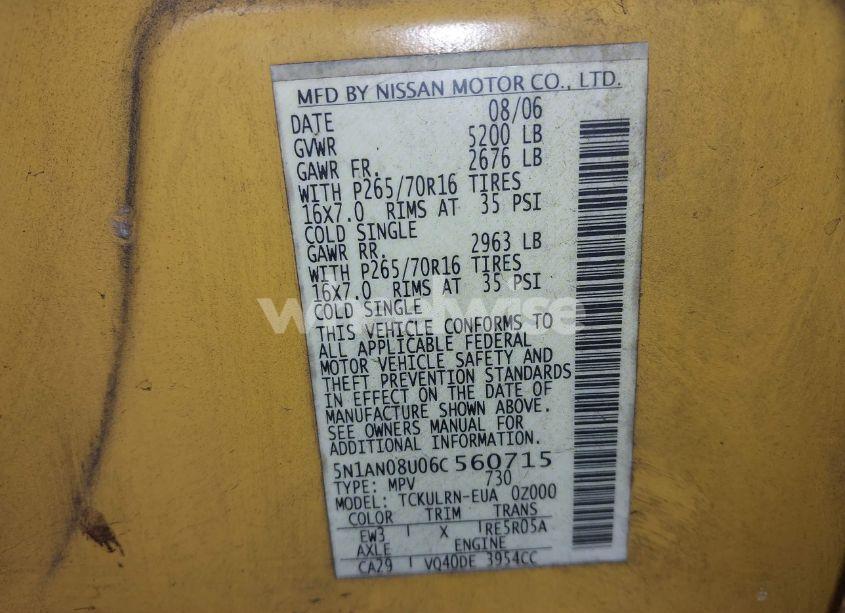 MFD BY NISSAN MOTOR CO., LTD.
DATE 08/06
GVWR 5200 LB
GAWR FR. 2676 LB
WITH P265/70R16 TIRES
16X7.0 RIMS AT 35 PSI
COLD SINGLE
GAWR RR. 2963 LB
WITH P265/70R16 TIRES
16X7.0 RIMS AT 35 PSI
COLD SINGLE
THIS VEHICLE CONFORMS TO
ALL APPLICABLE FEDERAL
MOTOR VEHICLE SAFETY AND
THEFT PREVENTION STANDARDS
IN EFFECT ON THE DATE OF
MANUFACTURE SHOWN ABOVE.
SEE OWNERS MANUAL FOR
ADDITIONAL INFORMATION.
5N1AN08U06C560715
TYPE: MPV 730
MODEL: TCKULRN-EUA 0Z000
COLOR TRIM TRANS
EW3 X RE5R05A
AXLE ENGINE
CA29 VQ40DE 3954CC